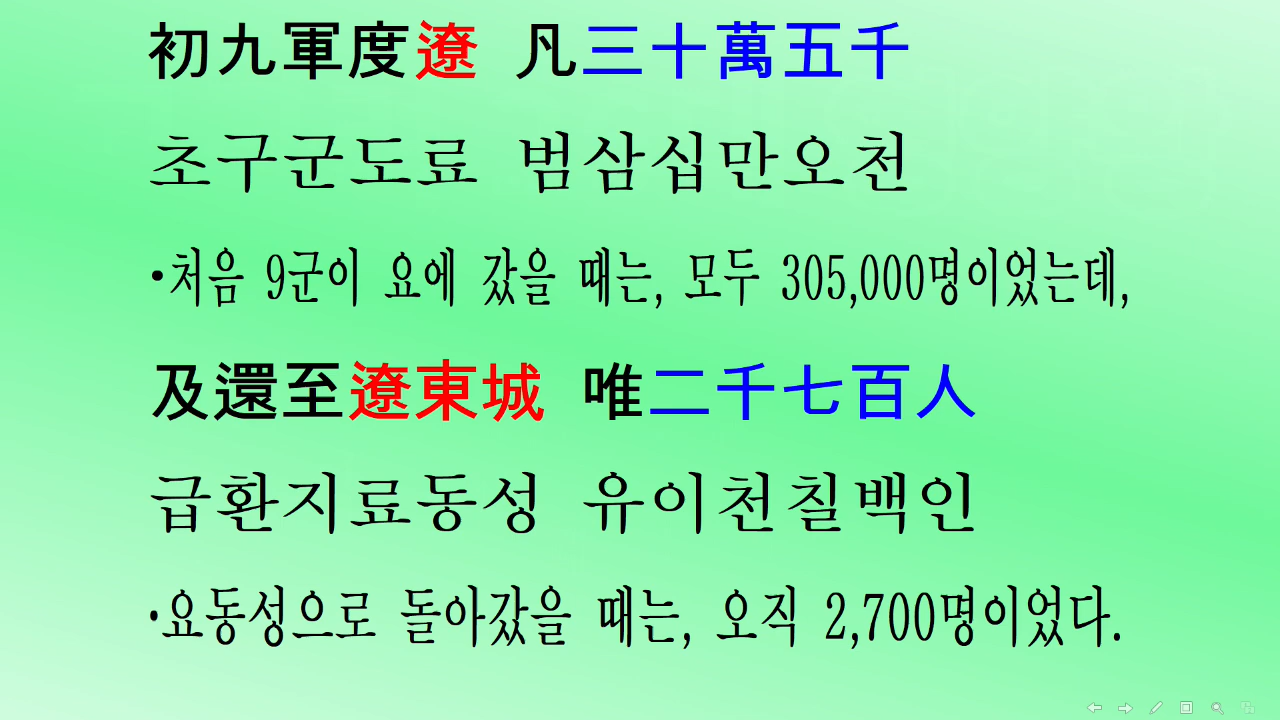 初九軍度遼 凡三十萬五千
초구군도료 범삼십만오천
•처음 9군이 요에 갔을 때는, 모두 305,000명이었는데,
及還至遼東城 唯二千七百人
급환지료동성 유이천칠백인
•요동성으로 돌아갔을 때는, 오직 2,700명이었다.